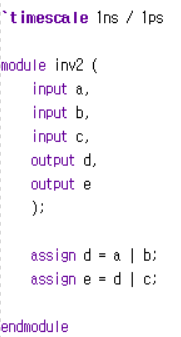 `timescale 1ns / 1ps
module inv2 (
input a,
input b,
input c,
output d,
output e
);
assign d = a | b;
assign e = d | c;
endmodule